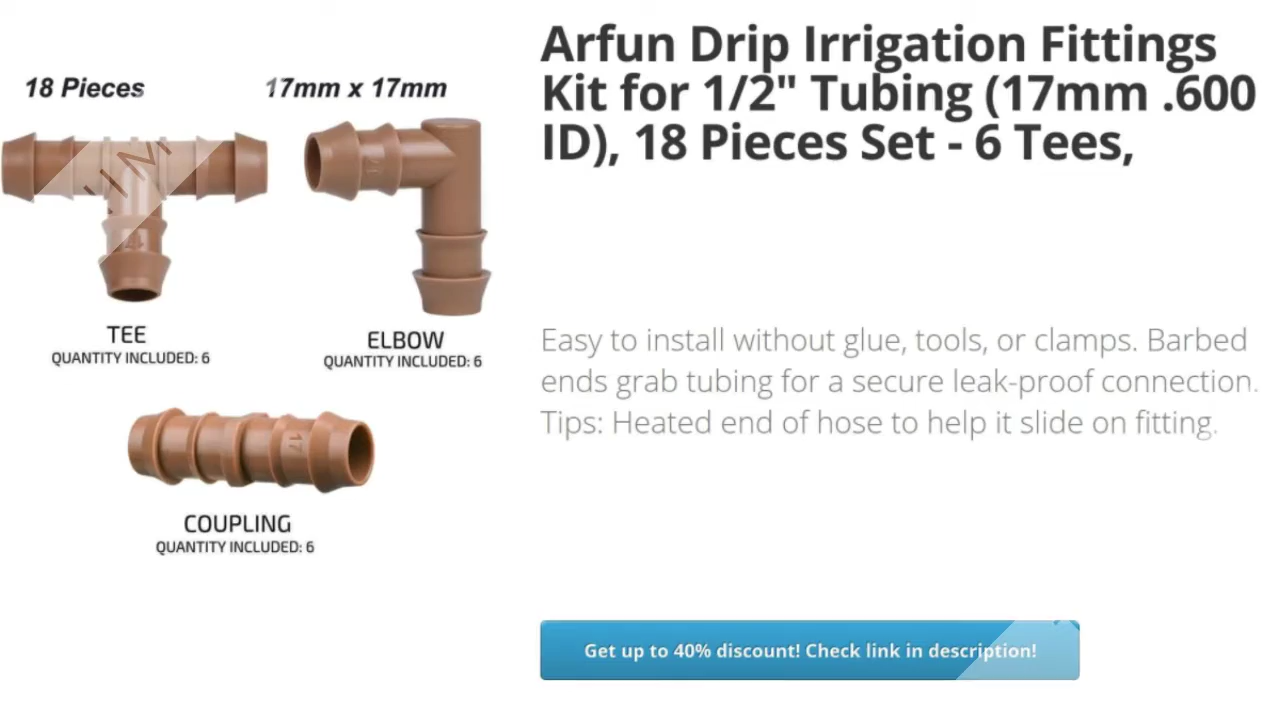 18 Pieces
17mm x 17mm
17
17
TEE
QUANTITY INCLUDED: 6
ELBOW
QUANTITY INCLUDED: 6
17
COUPLING
QUANTITY INCLUDED: 6
Arfun Drip Irrigation Fittings
Kit for 1/2" Tubing (17mm .600
ID), 18 Pieces Set - 6 Tees,
Easy to install without glue, tools, or clamps. Barbed
ends grab tubing for a secure leak-proof connection.
Tips: Heated end of hose to help it slide on fitting.
Get up to 40% discount! Check link in description!